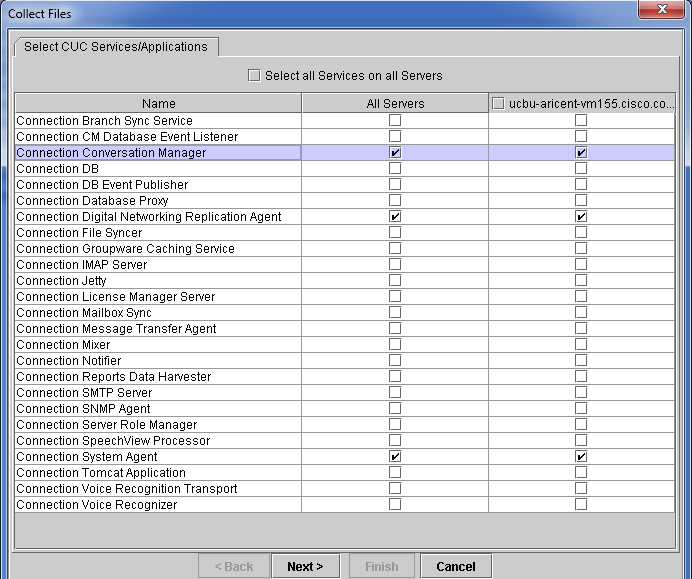 Collect Files
Select CUC Services/Applications
Select all Services on all Servers
Name All Servers ucbu-aricent-vm155.cisco.co...
Connection Branch Sync Service
Connection CM Database Event Listener
Connection Conversation Manager
Connection DB
Connection DB Event Publisher
Connection Database Proxy
Connection Digital Networking Replication Agent
Connection File Syncer
Connection Groupware Caching Service
Connection IMAP Server
Connection Jetty
Connection License Manager Server
Connection Mailbox Sync
Connection Message Transfer Agent
Connection Mixer
Connection Notifier
Connection Reports Data Harvester
Connection SMTP Server
Connection SNMP Agent
Connection Server Role Manager
Connection SpeechView Processor
Connection System Agent
Connection Tomcat Application
Connection Voice Recognition Transport
Connection Voice Recognizer
< Back Next > Finish Cancel